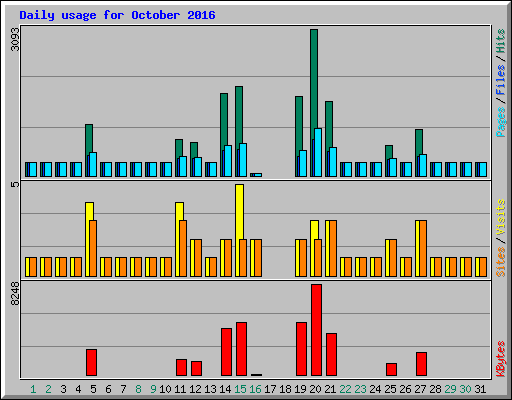 Daily usage for October 2016
3093
Pages / Files / Hits
5
Sites / Visits
8248
KBytes
1 2 3 4 5 6 7 8 9 10 11 12 13 14 15 16 17 18 19 20 21 22 23 24 25 26 27 28 29 30 31